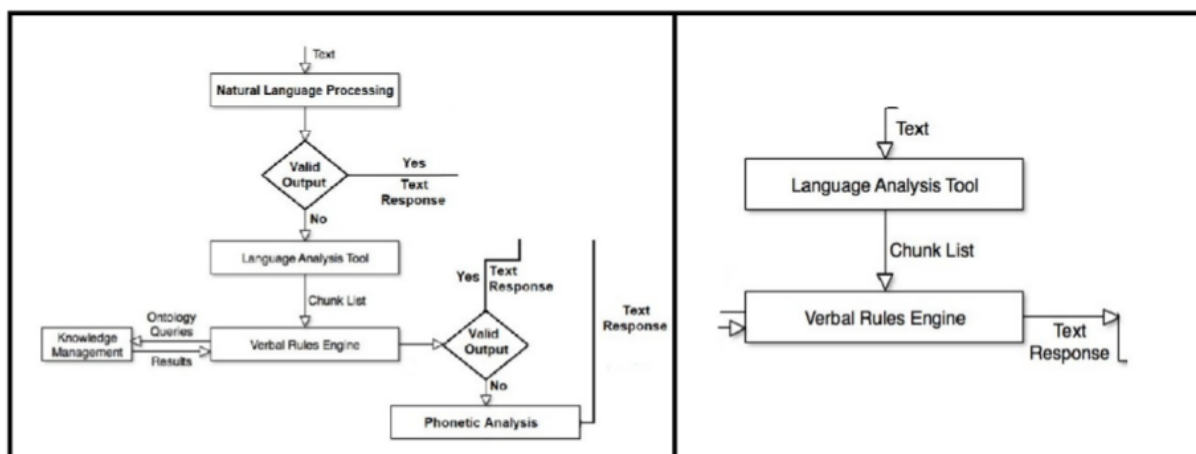 Text
Natural Language Processing
Valid
Output
Yes
Text
Response
No
Language Analysis Tool
Chunk List
Ontology
Queries
Knowledge
Management
Results
Verbal Rules Engine
Yes
Text
Response
Valid
Output
No
Phonetic Analysis
Text
Response
Text
Language Analysis Tool
Chunk List
Verbal Rules Engine
Text
Response